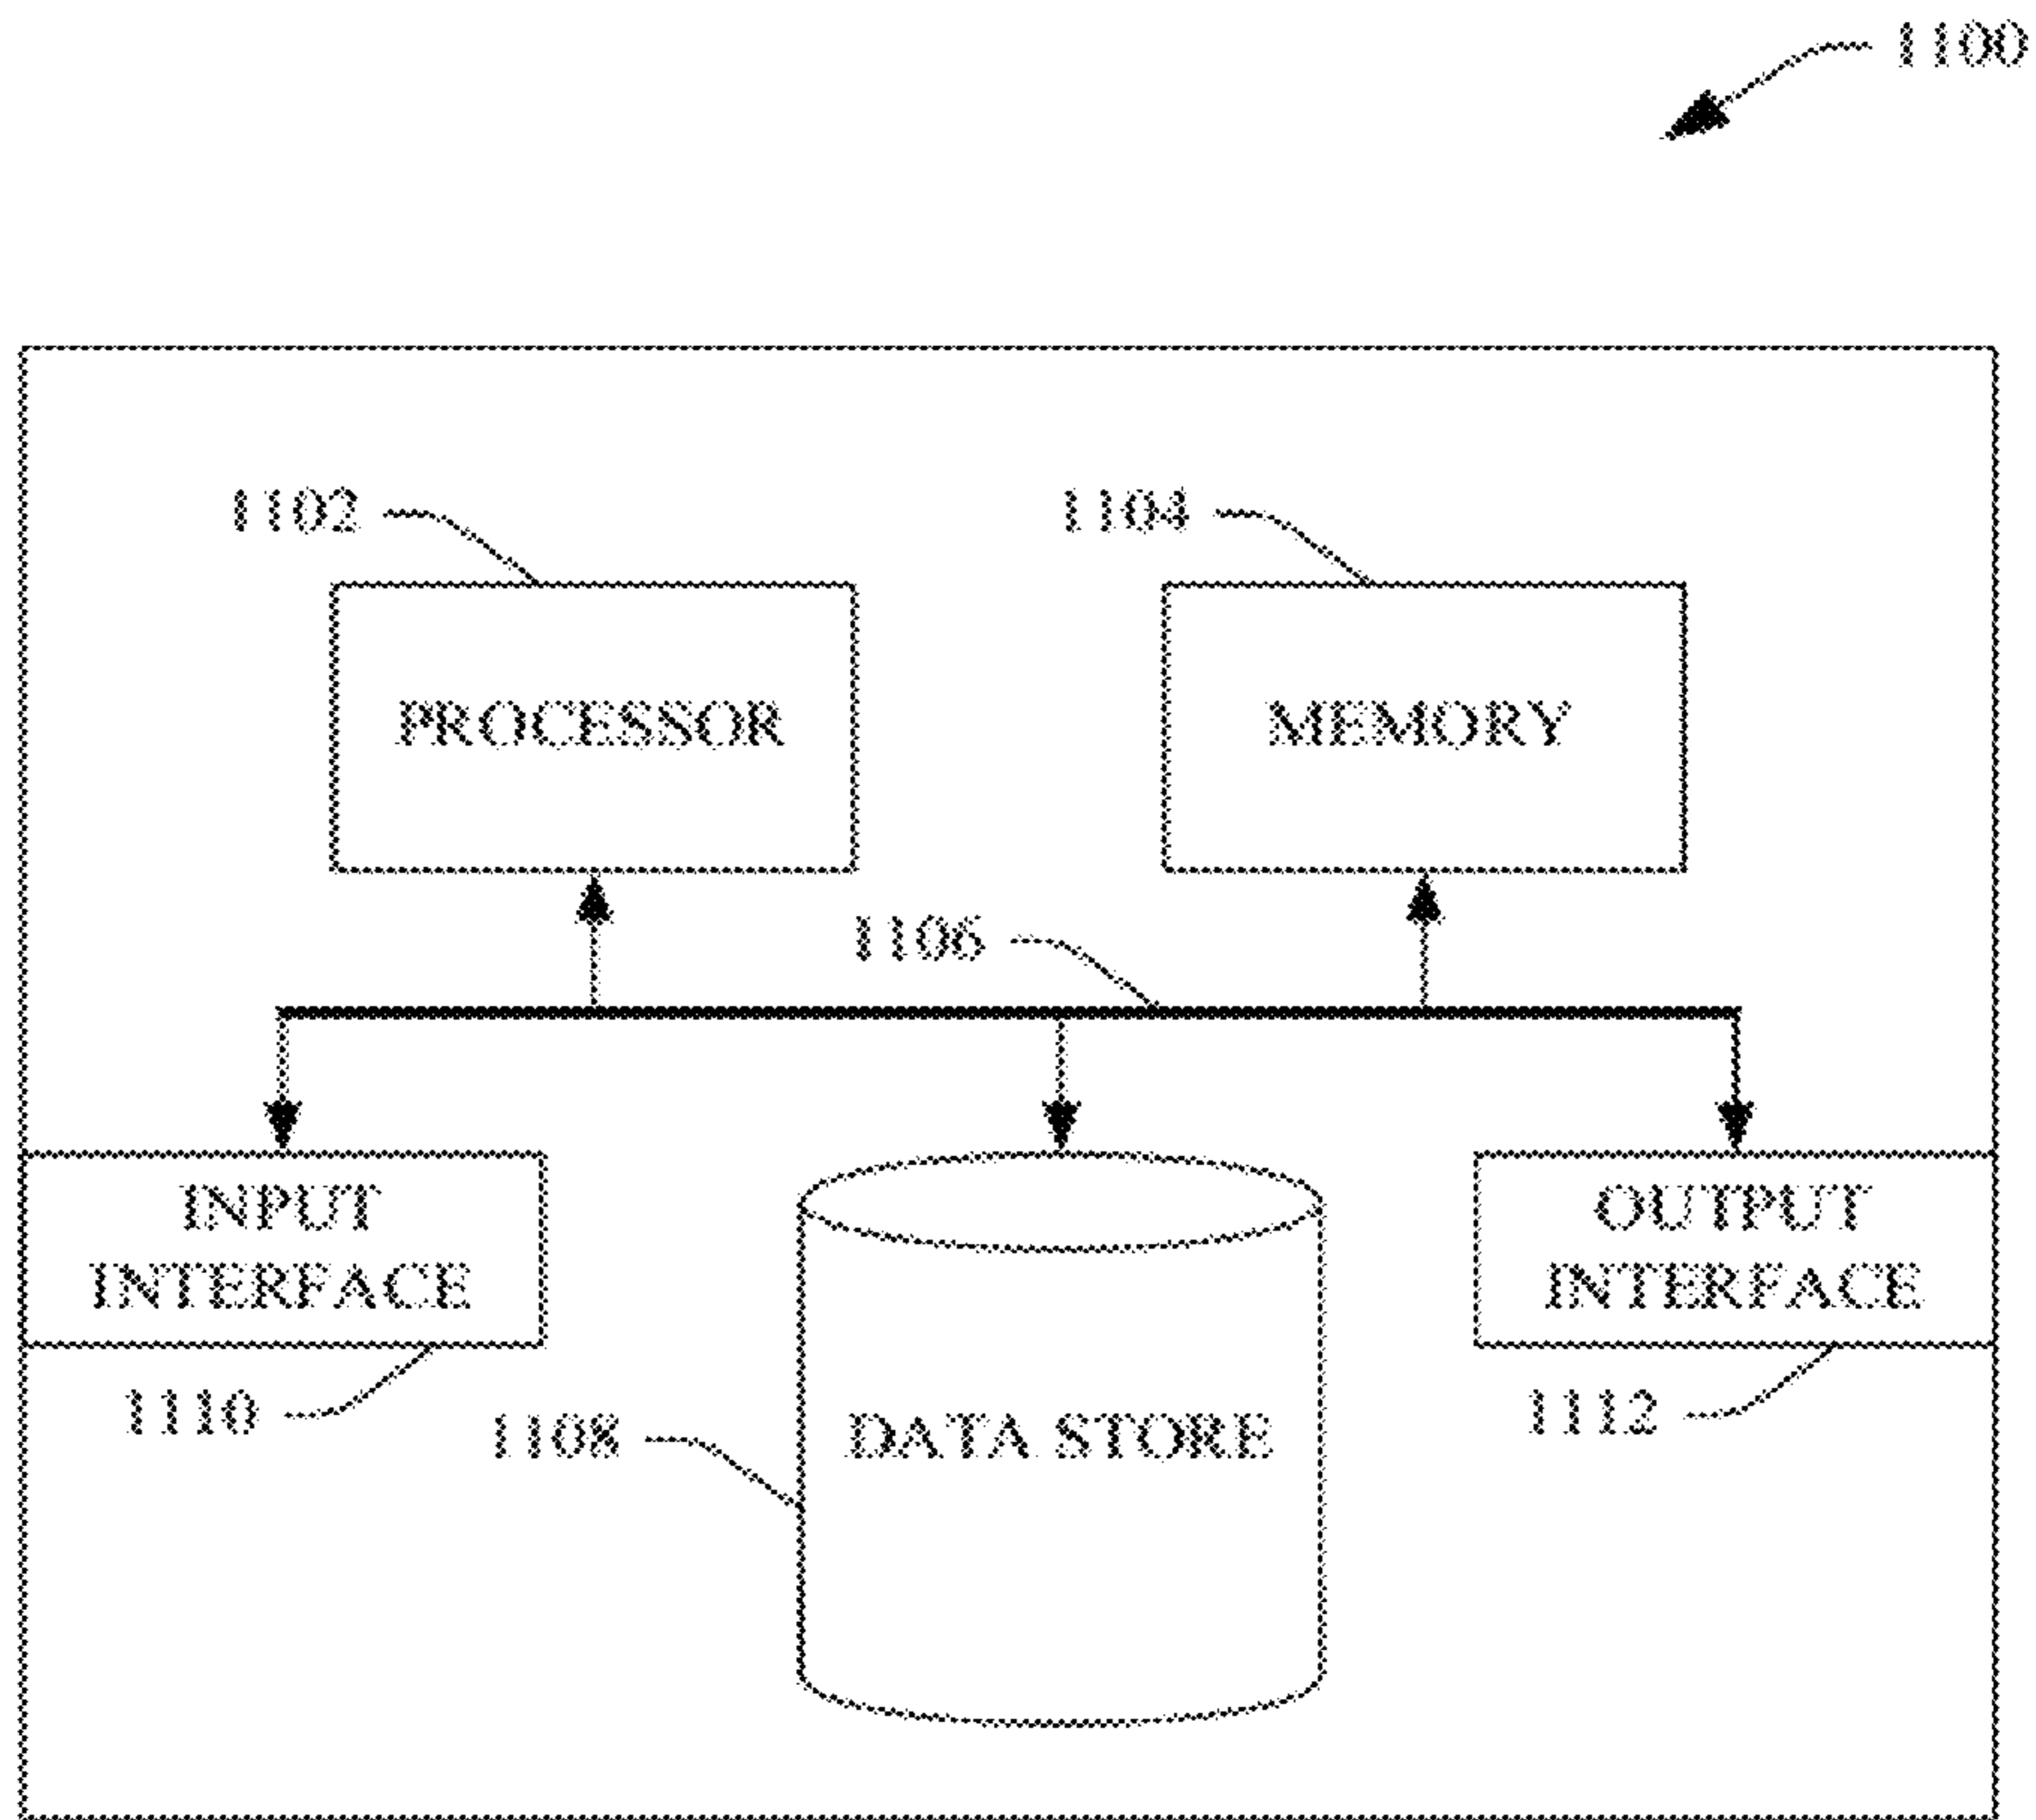 1100
1102
1104
PROCESSOR
MEMORY
1106
INPUT
INTERFACE
OUTPUT
INTERFACE
1110
1108
DATA STORE
1112